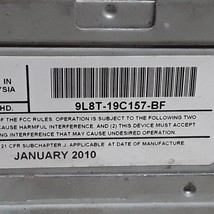 IN
YSIA
HD.
9L8T-19C157-BF
OF THE FCC RULES. OPERATION IS SUBJECT TO THE FOLLOWING TWO
CAUSE HARMFUL INTERFERENCE, AND (2) THIS DEVICE MUST ACCEPT
INTERFERENCE THAT MAY CAUSE UNDESIRED OPERATION.
21 CFR SUBCHAPTER J. APPLICABLE AT DATE OF MANUFACTURE.
JANUARY 2010